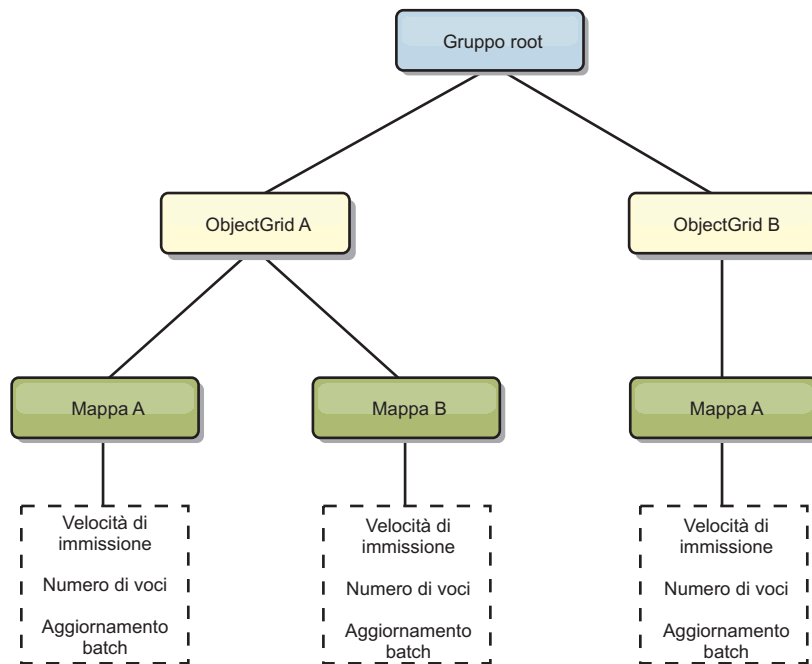 Gruppo root
ObjectGrid A
ObjectGrid B
Mappa A
Mappa B
Mappa A
Velocità di
immissione
Numero di voci
Aggiornamento
batch
Velocità di
immissione
Numero di voci
Aggiornamento
batch
Velocità di
immissione
Numero di voci
Aggiornamento
batch